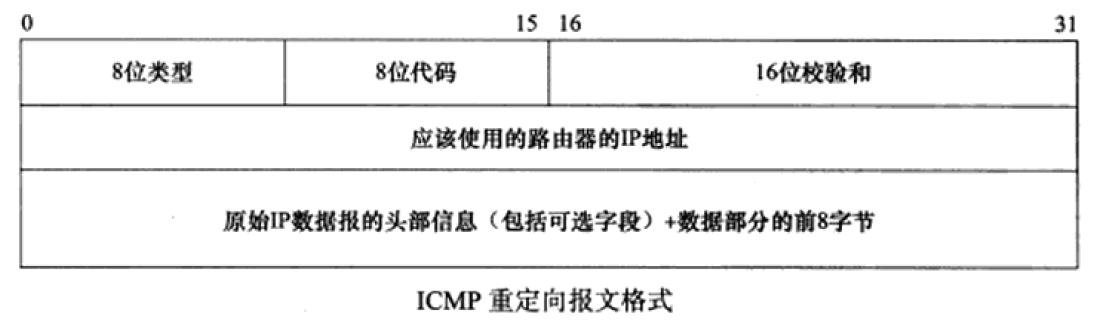 0 15 16 31
8位类型 8位代码 16位校验和
应该使用的路由器的IP地址
原始IP数据报的头部信息（包括可选字段）+数据部分的前8字节
ICMP 重定向报文格式